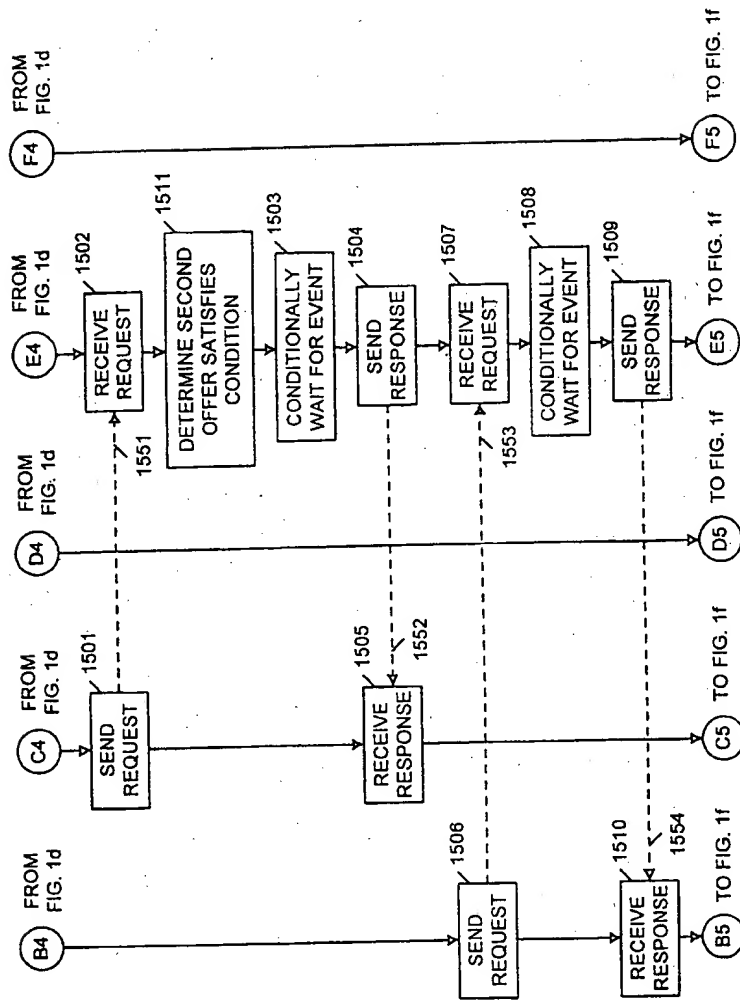 B4
FROM
FIG. 1d
C4
FROM
FIG. 1d
D4
FROM
FIG. 1d
E4
FROM
FIG. 1d
F4
FROM
FIG. 1d
1501
SEND
REQUEST
1551
1502
RECEIVE
REQUEST
1511
DETERMINE SECOND
OFFER SATISFIES
CONDITION
1503
CONDITIONALLY
WAIT FOR EVENT
1504
SEND
RESPONSE
1505
RECEIVE
RESPONSE
1552
1506
SEND
REQUEST
1553
1507
RECEIVE
REQUEST
1508
CONDITIONALLY
WAIT FOR EVENT
1509
SEND
RESPONSE
1510
RECEIVE
RESPONSE
1554
B5
TO FIG. 1f
C5
TO FIG. 1f
D5
TO FIG. 1f
E5
TO FIG. 1f
F5
TO FIG. 1f